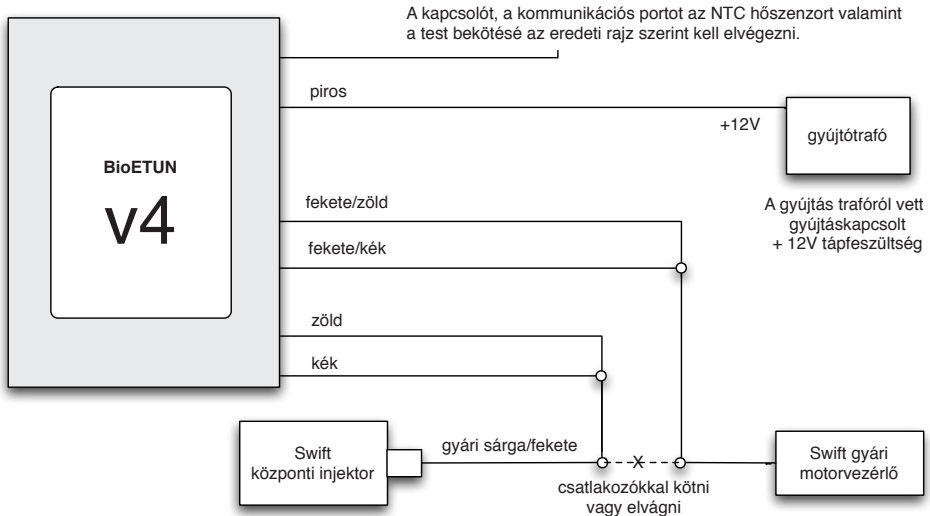 A kapcsolót, a kommunikációs portot az NTC hőszenzort valamint
a test bekötésé az eredeti rajz szerint kell elvégezni.
piros
+12V
gyújtótrafó
BioETUN
v4
A gyújtás trafóról vett
gyújtáskapcsolt
+ 12V tápfeszültség
fekete/zöld
fekete/kék
zöld
kék
Swift
központi injektor
gyári sárga/fekete
X
csatlakozókkal kötni
vagy elvágni
Swift gyári
motorvezérlő